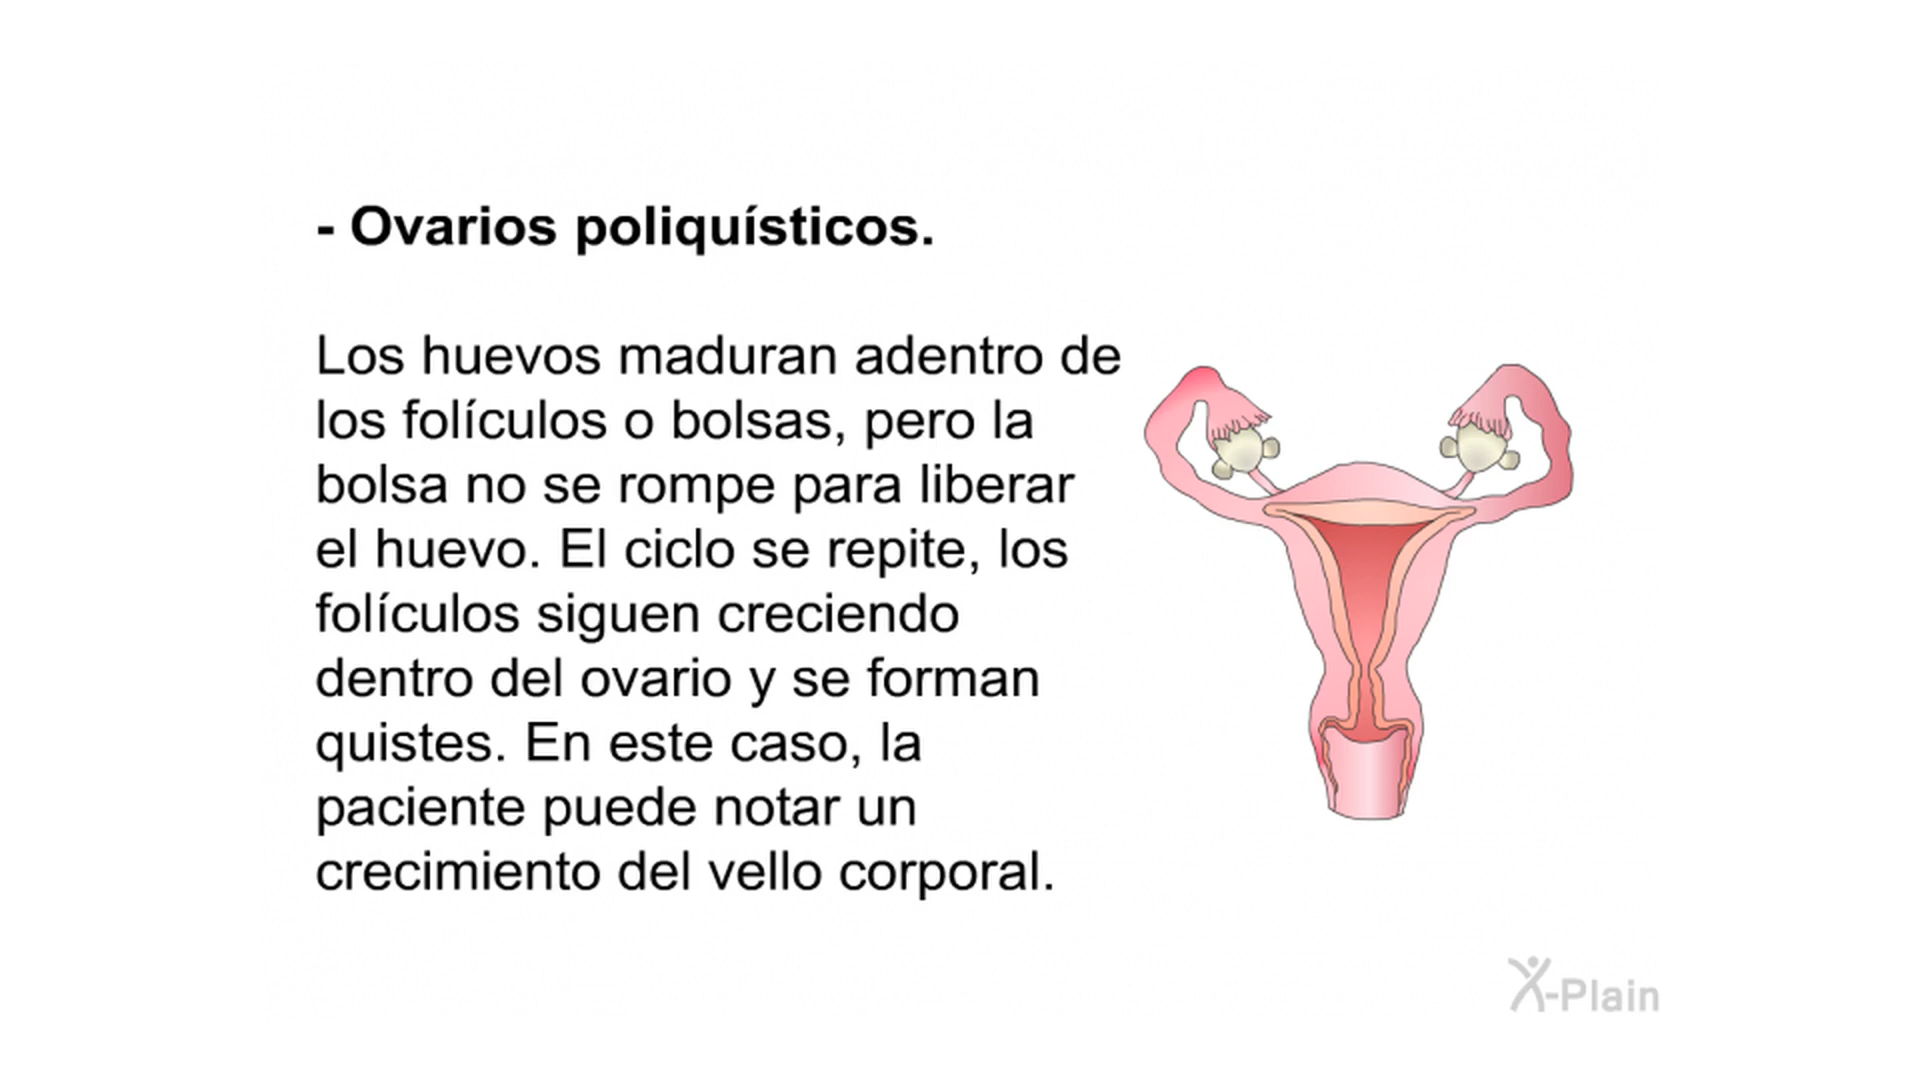 - Ovarios poliquísticos.
Los huevos maduran adentro de
los folículos o bolsas, pero la
bolsa no se rompe para liberar
el huevo. El ciclo se repite, los
folículos siguen creciendo
dentro del ovario y se forman
quistes. En este caso, la
paciente puede notar un
crecimiento del vello corporal.
X-Plain